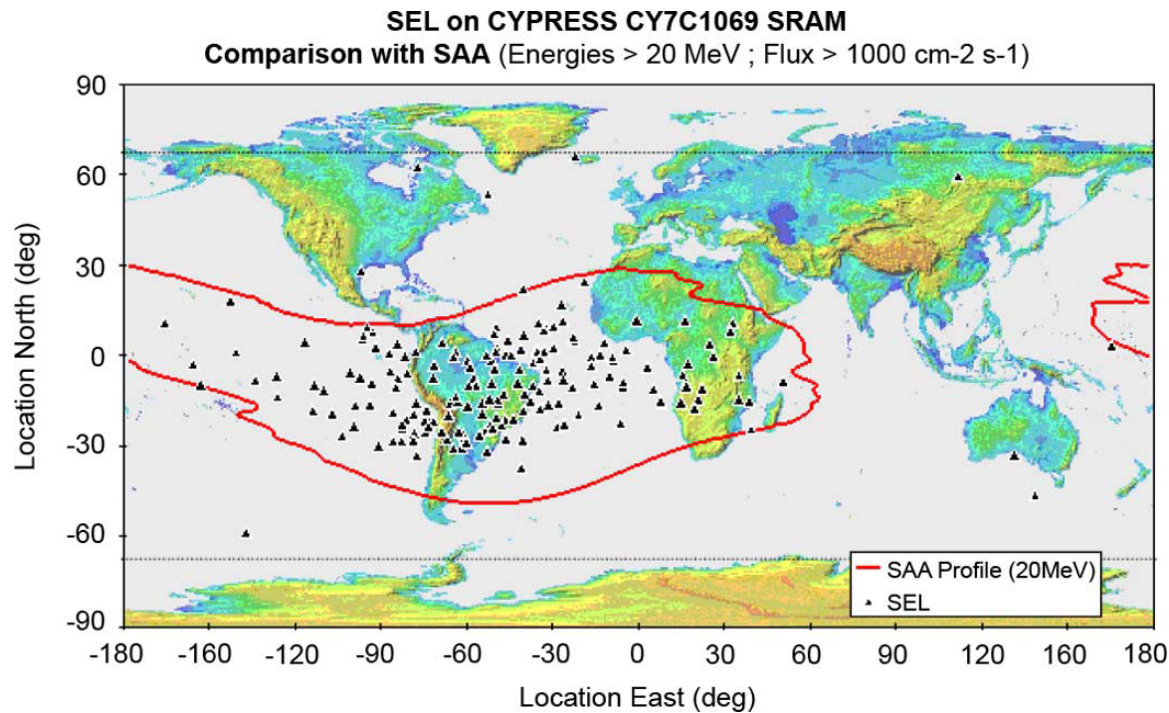 SEL on CYPRESS CY7C1069 SRAM
Comparison with SAA (Energies > 20 MeV ; Flux > 1000 cm-2 s-1)
90
60
30
0
-30
-60
-90
Location North (deg)
SAA Profile (20MeV)
SEL
-180 -160 -120 -90 -60 -30 0 30 60 90 120 160 180
Location East (deg)